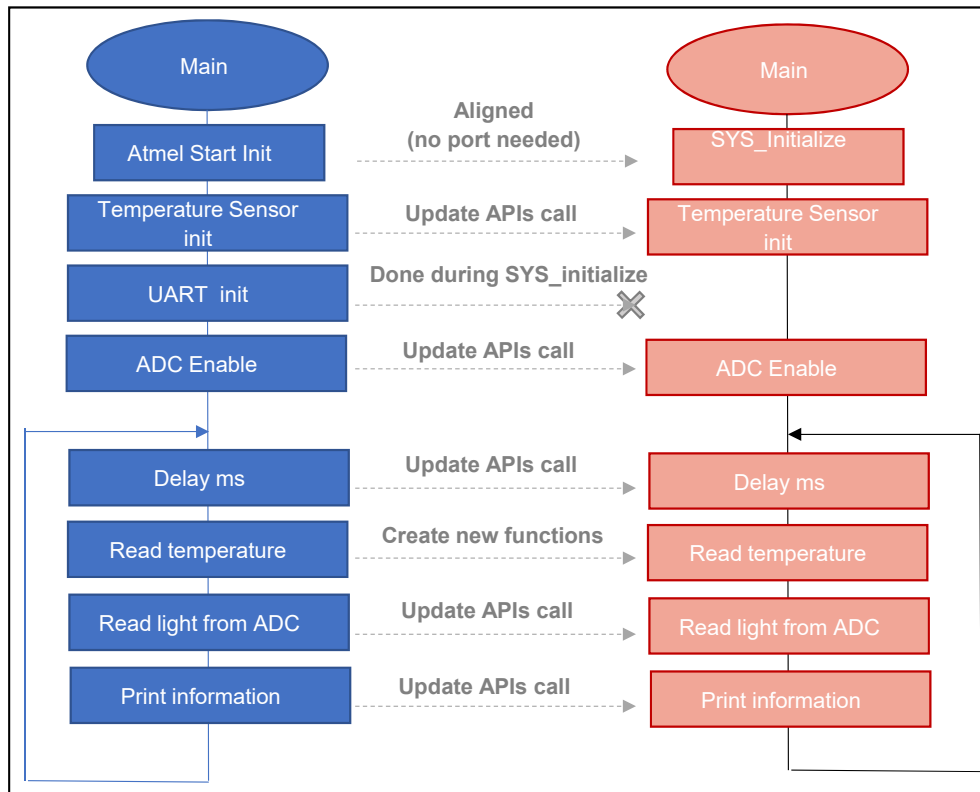 Main
Main
Aligned
(no port needed)
Atmel Start Init
SYS_Initialize
Temperature Sensor
init
Update APIs call
Temperature Sensor
init
Done during SYS_initialize
UART init
Update APIs call
ADC Enable
ADC Enable
Update APIs call
Delay ms
Delay ms
Create new functions
Read temperature
Read temperature
Update APIs call
Read light from ADC
Read light from ADC
Update APIs call
Print information
Print information